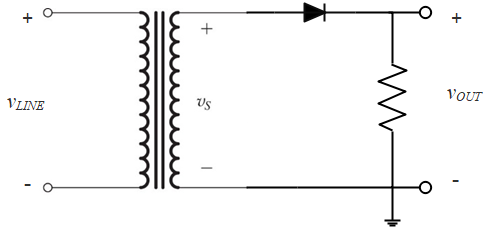 + + +
vLINE vS vOUT
- − -